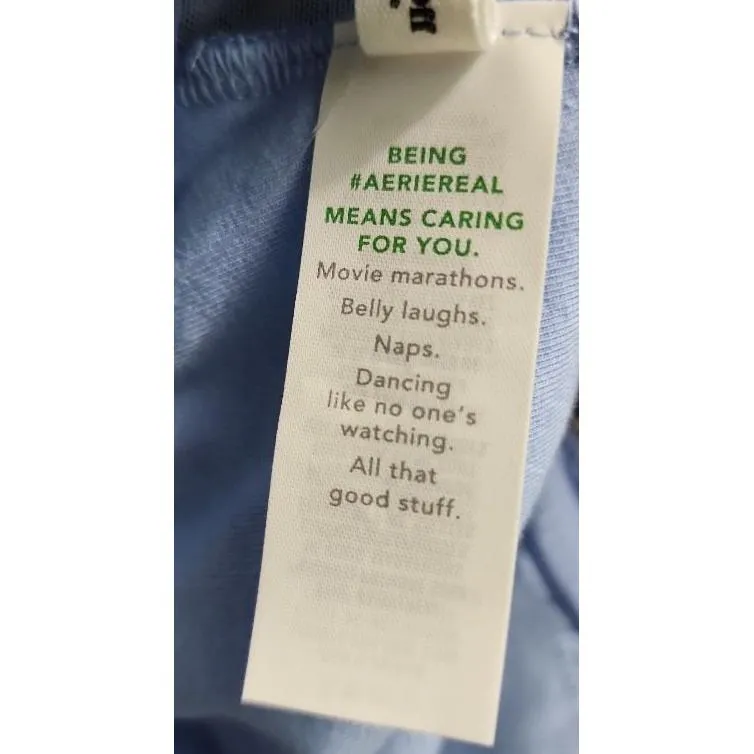 BEING
#AERIEREAL
MEANS CARING
FOR YOU.
Movie marathons.
Belly laughs.
Naps.
Dancing
like no one's
watching.
All that
good stuff.